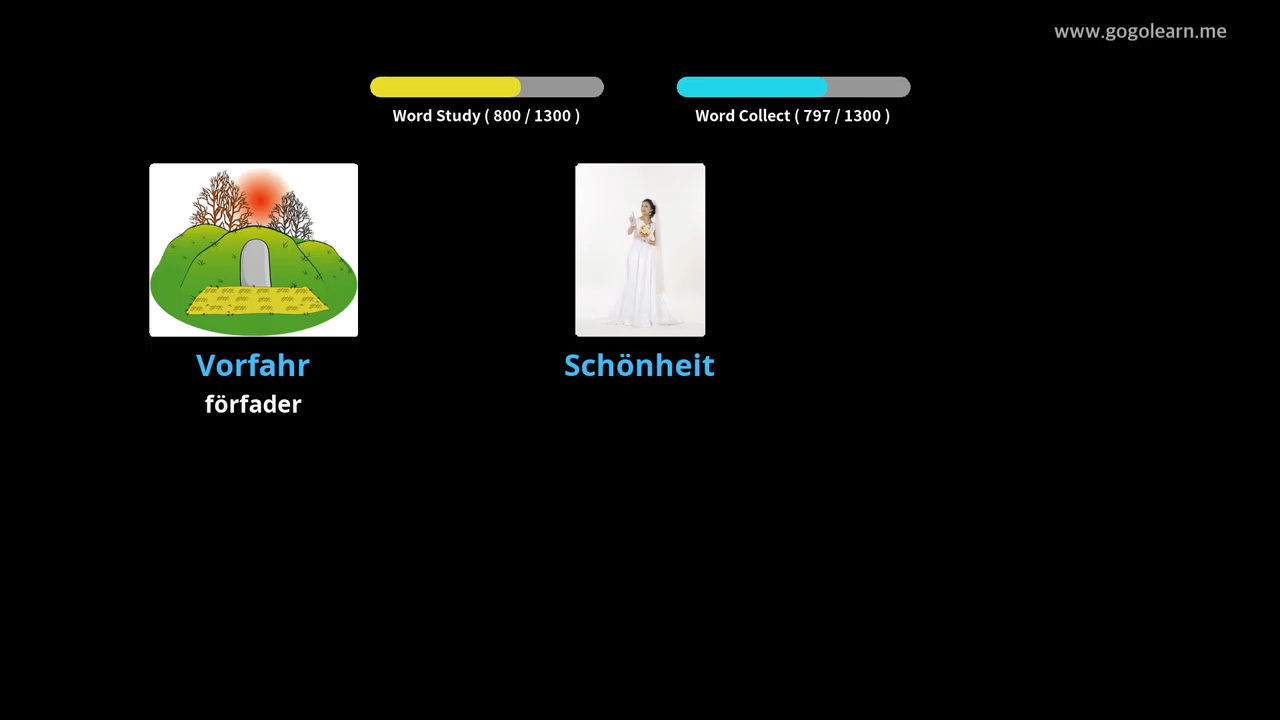 www.gogolearn.me
Word Study ( 800 / 1300 )
Word Collect ( 797 / 1300 )
Vorfahr
förfader
Schönheit